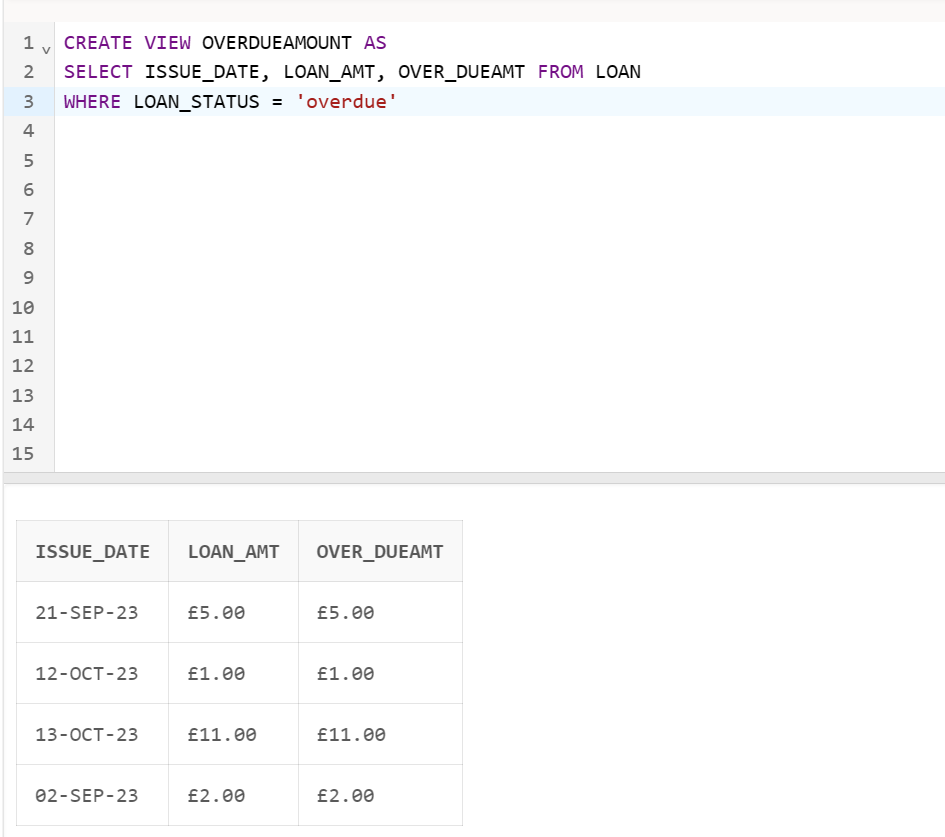 1 CREATE VIEW OVERDUEAMOUNT AS
2 SELECT ISSUE_DATE, LOAN_AMT, OVER_DUEAMT FROM LOAN
3 WHERE LOAN_STATUS = 'overdue'
4
5
6
7
8
9
10
11
12
13
14
15
ISSUE_DATE LOAN_AMT OVER_DUEAMT
21-SEP-23 £5.00 £5.00
12-OCT-23 £1.00 £1.00
13-OCT-23 £11.00 £11.00
02-SEP-23 £2.00 £2.00